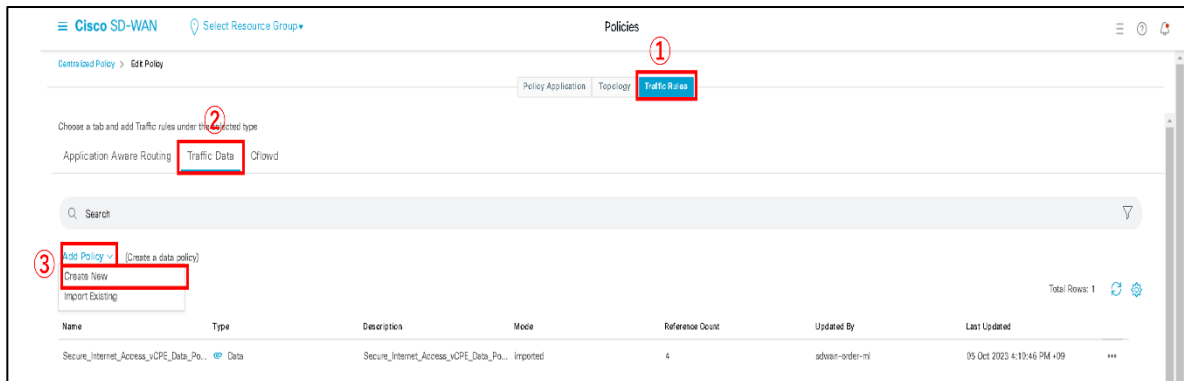 Cisco SD-WAN
Select Resource Group
Policies
①
Centralized Policy > Edit Policy
Policy Application Topology Traffic Rules
②
Choose a tab and add Traffic rules under the selected type
Application Aware Routing Traffic Data Cflowd
Search
③
Add Policy (Create a data policy)
Create New
Import Existing
Total Rows: 1
Name Type Description Mode Reference Count Updated By Last Updated
Secure_Internet_Access_vCPE_Data_Po... Data Secure_Internet_Access_vCPE_Data_Po... imported 4 sdwan-order-ml 05 Oct 2023 4:10:46 PM +09 ...